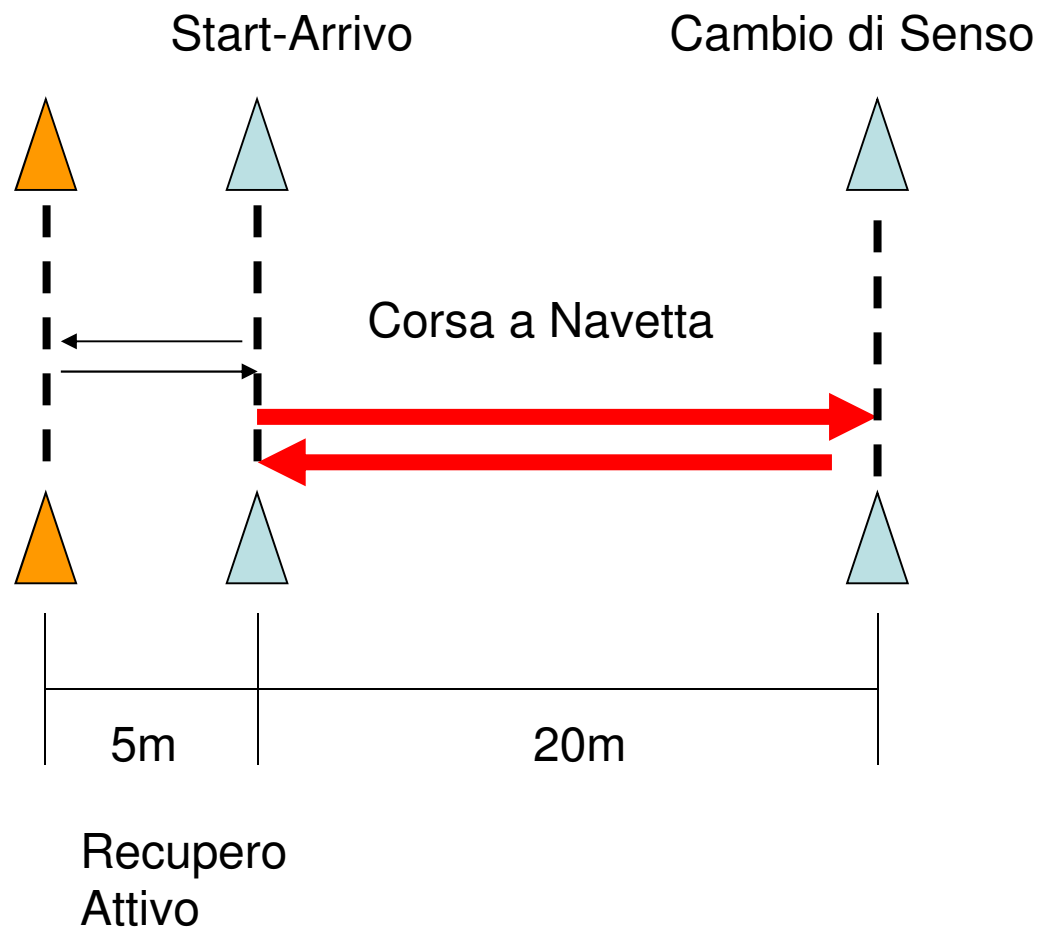 Start-Arrivo
Cambio di Senso
Corsa a Navetta
5m
20m
Recupero
Attivo